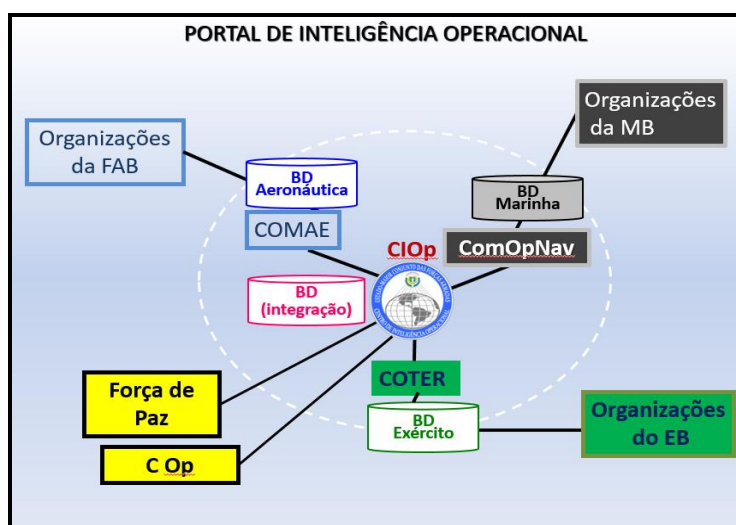 PORTAL DE INTELIGÊNCIA OPERACIONAL
Organizações
da FAB
BD
Aeronáutica
COMAE
Organizações
da MB
BD
Marinha
ComOpNav
CIOp
BD
(integração)
COTER
BD
Exército
Organizações
do EB
Força de
Paz
C Op